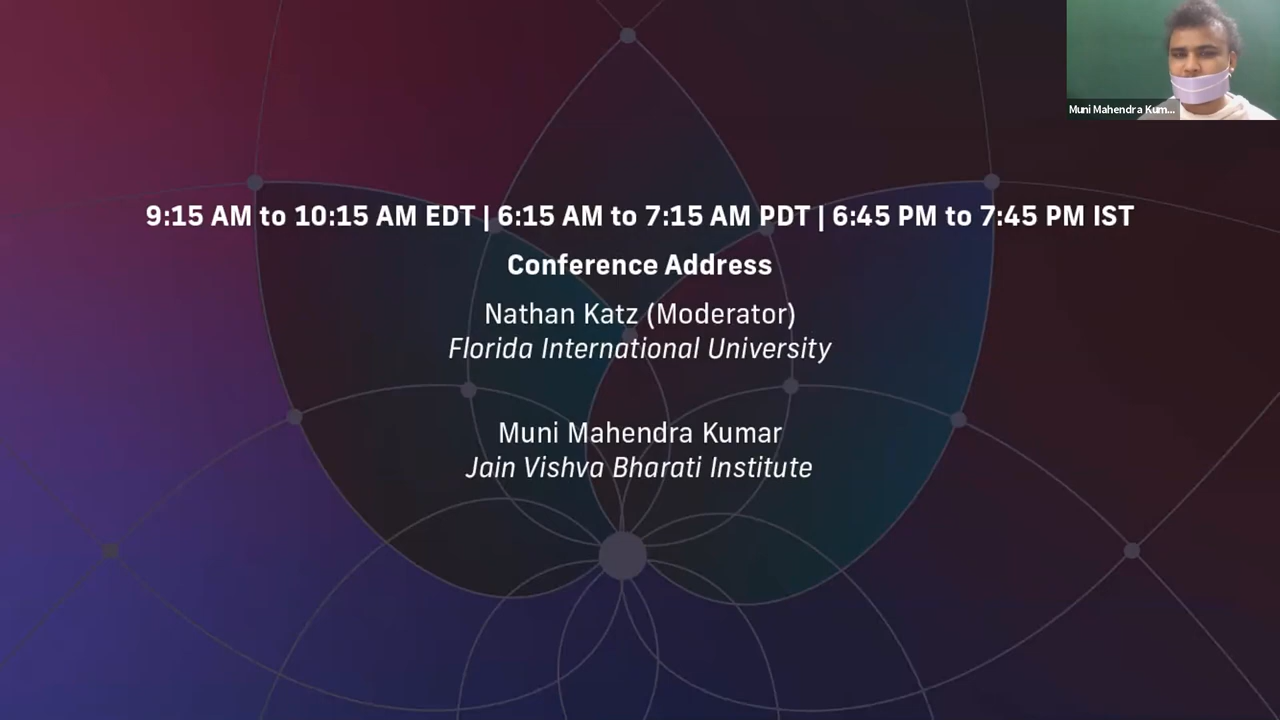 Muni Mahendra Kum...
9:15 AM to 10:15 AM EDT | 6:15 AM to 7:15 AM PDT | 6:45 PM to 7:45 PM IST
Conference Address
Nathan Katz (Moderator)
Florida International University
Muni Mahendra Kumar
Jain Vishva Bharati Institute